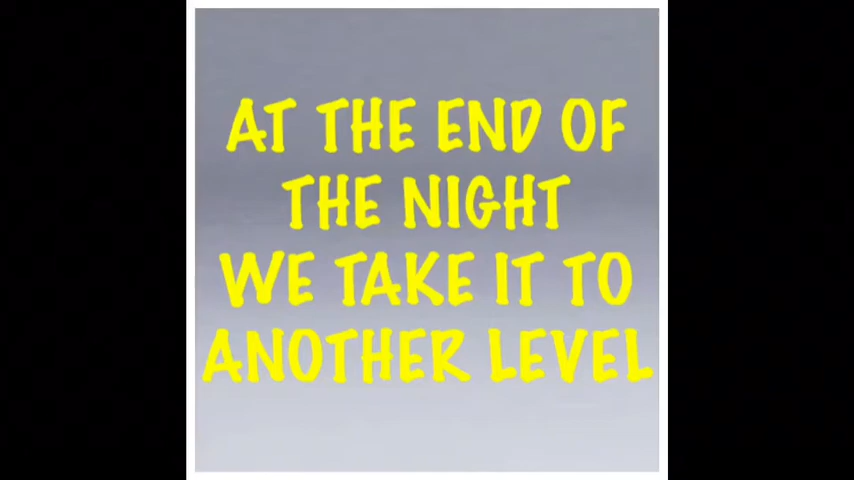 AT THE END OF
THE NIGHT
WE TAKE IT TO
ANOTHER LEVEL